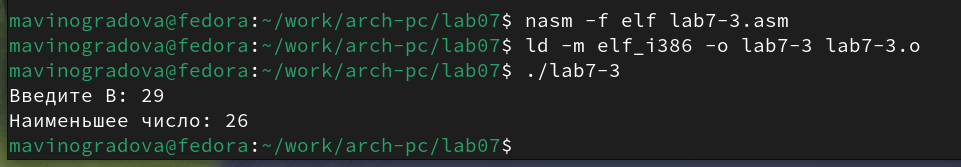 mavinogradova@fedora:~/work/arch-pc/lab07$ nasm -f elf lab7-3.asm
mavinogradova@fedora:~/work/arch-pc/lab07$ ld -m elf_i386 -o lab7-3 lab7-3.o
mavinogradova@fedora:~/work/arch-pc/lab07$ ./lab7-3
Введите B: 29
Наименьшее число: 26
mavinogradova@fedora:~/work/arch-pc/lab07$